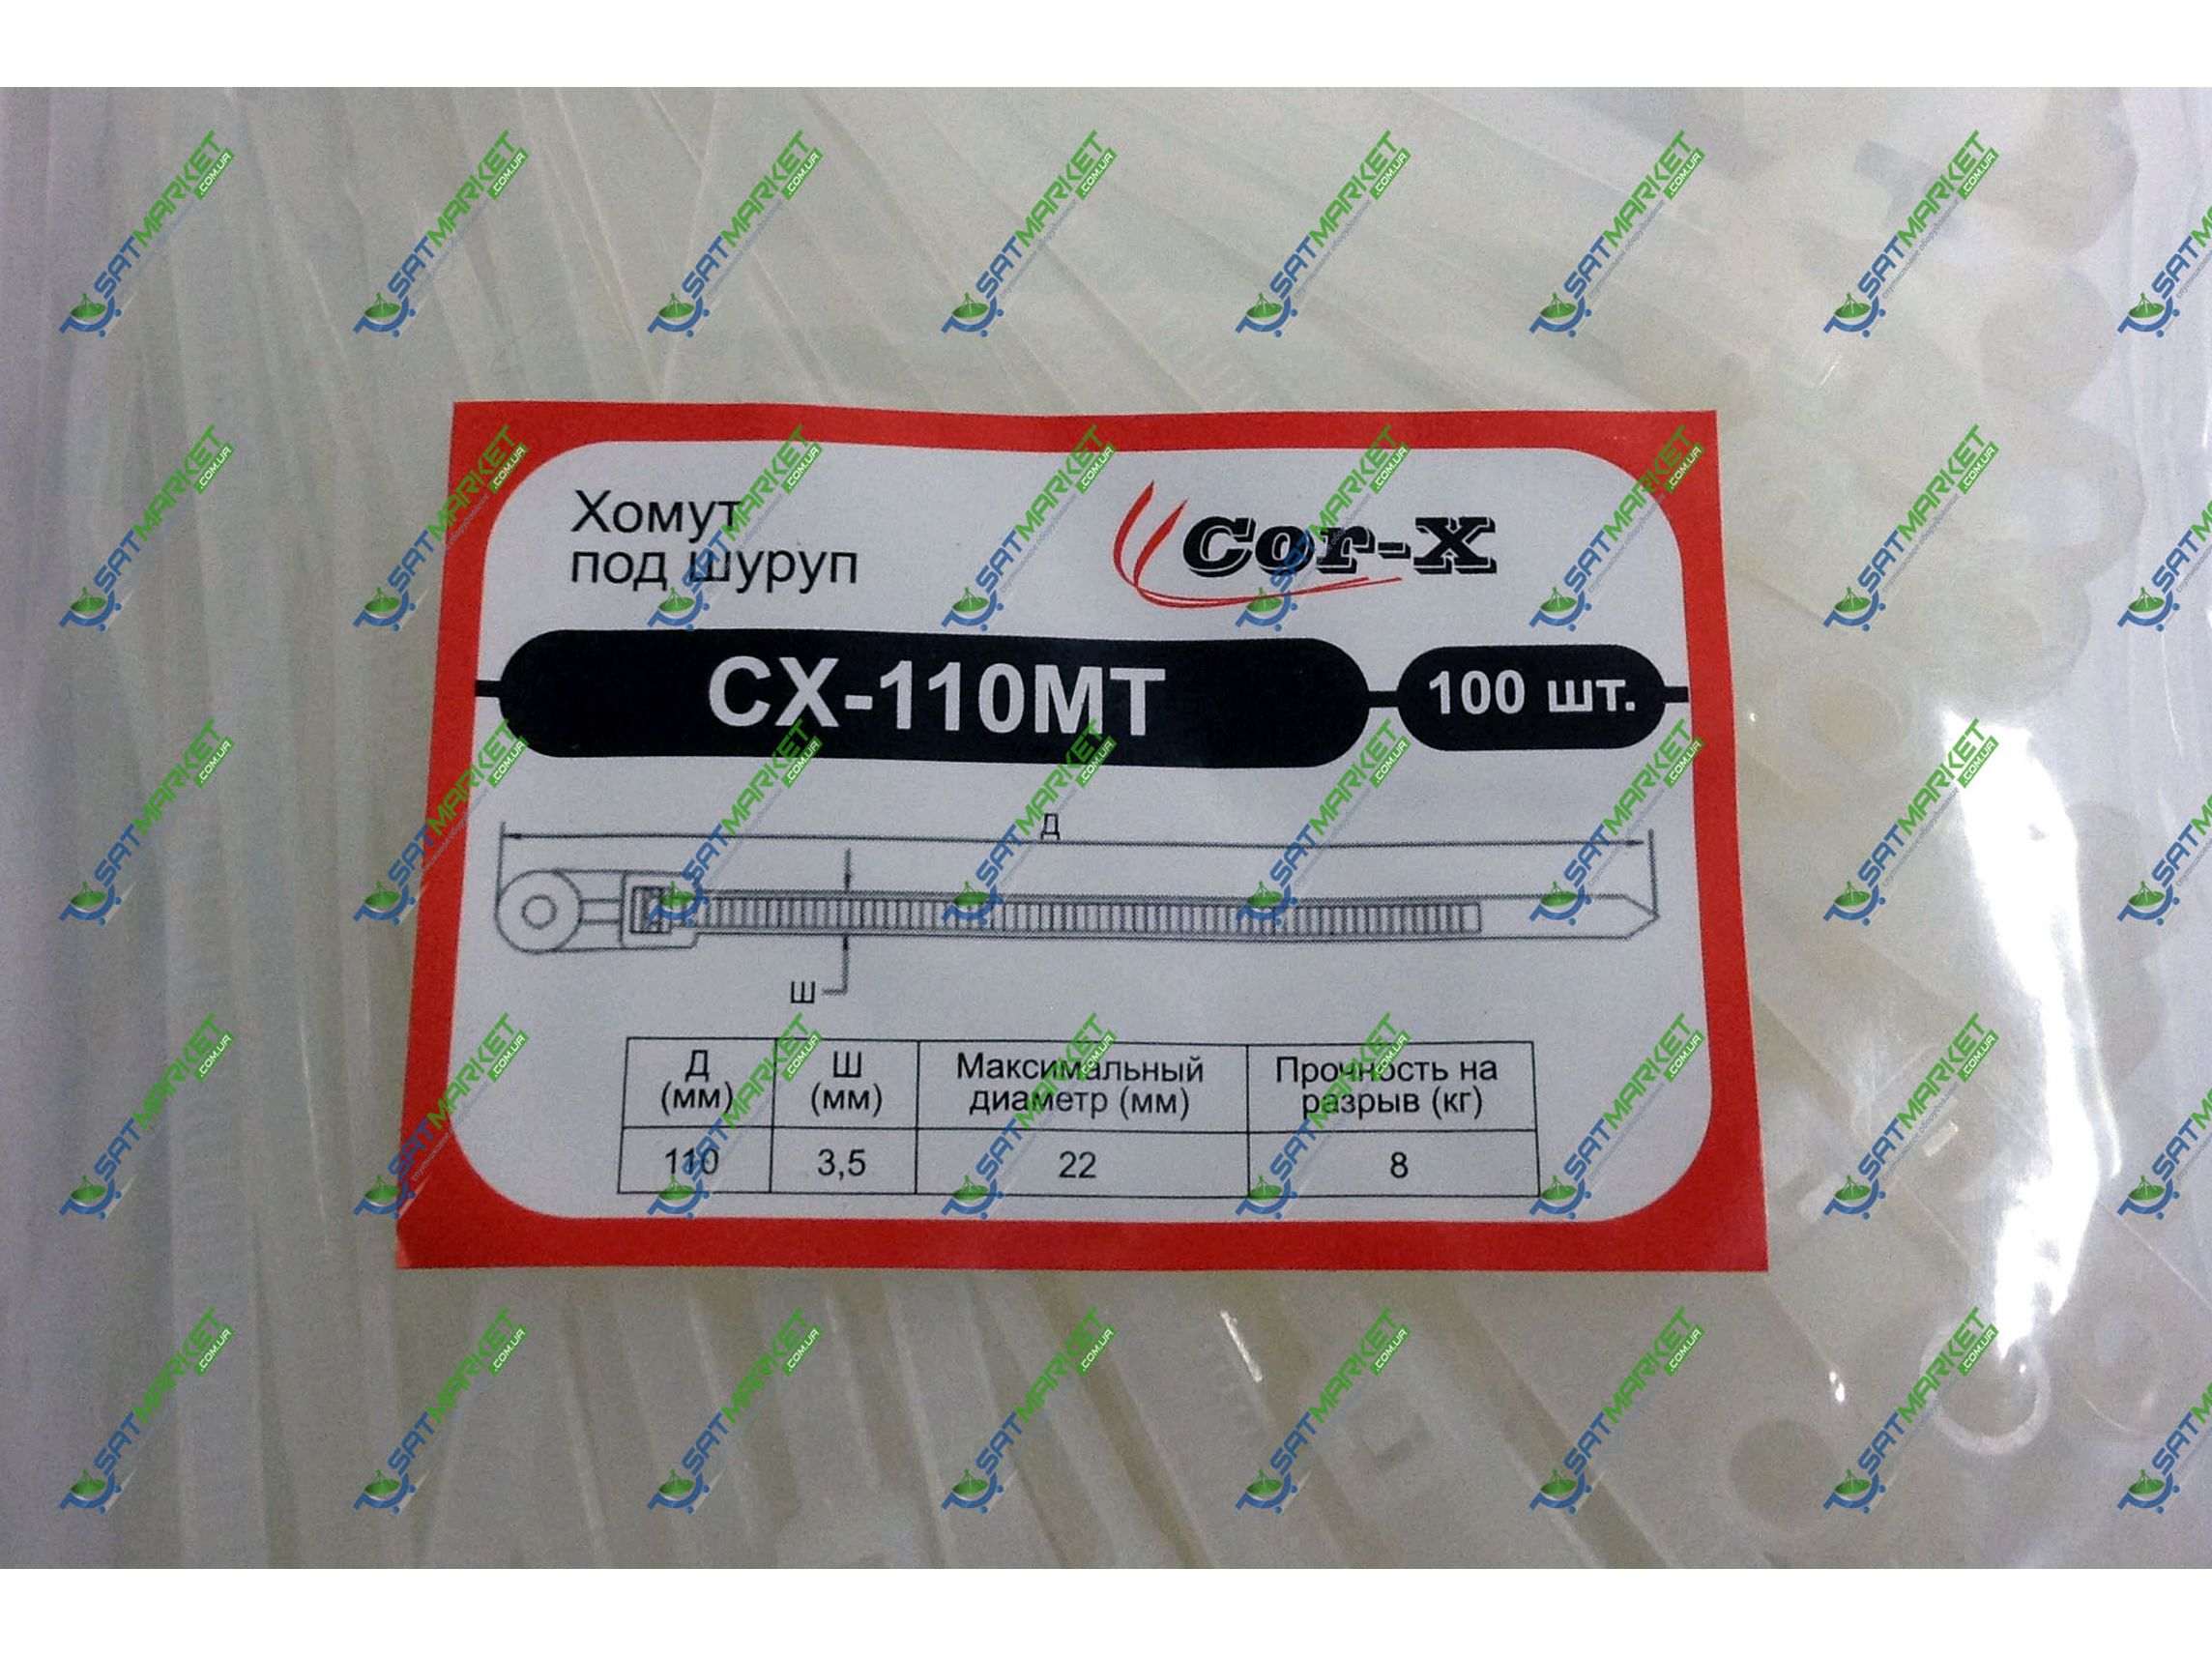 Хомут
под шуруп
Cor-X
CX-110MT
100 шт.
Д
Ш
Д (мм) Ш (мм) Максимальный диаметр (мм) Прочность на разрыв (кг)
110 3,5 22 8
SATMARKET
.COM.UA